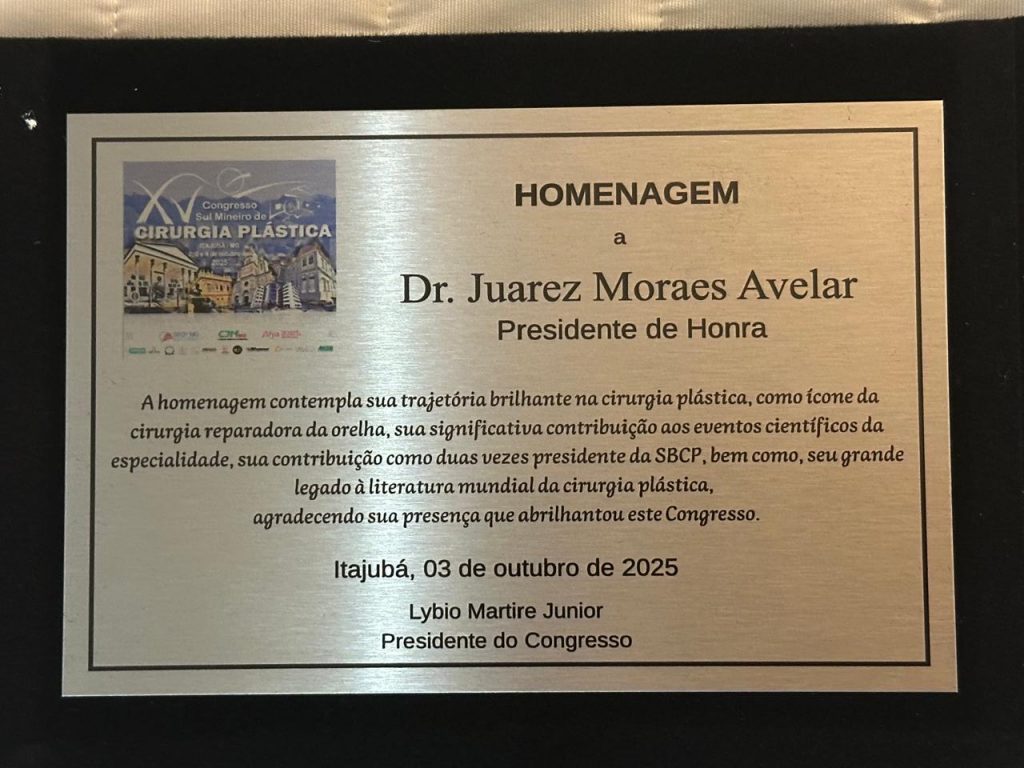 XV
Congresso
Sul Mineiro de
CIRURGIA PLÁSTICA
ITAJUBÁ - MG
2025
HOMENAGEM
a
Dr. Juarez Moraes Avelar
Presidente de Honra
A homenagem contempla sua trajetória brilhante na cirurgia plástica, como ícone da
cirurgia reparadora da orelha, sua significativa contribuição aos eventos científicos da
especialidade, sua contribuição como duas vezes presidente da SBCP, bem como, seu grande
legado à literatura mundial da cirurgia plástica,
agradecendo sua presença que abrilhantou este Congresso.
Itajubá, 03 de outubro de 2025
Lybio Martire Junior
Presidente do Congresso